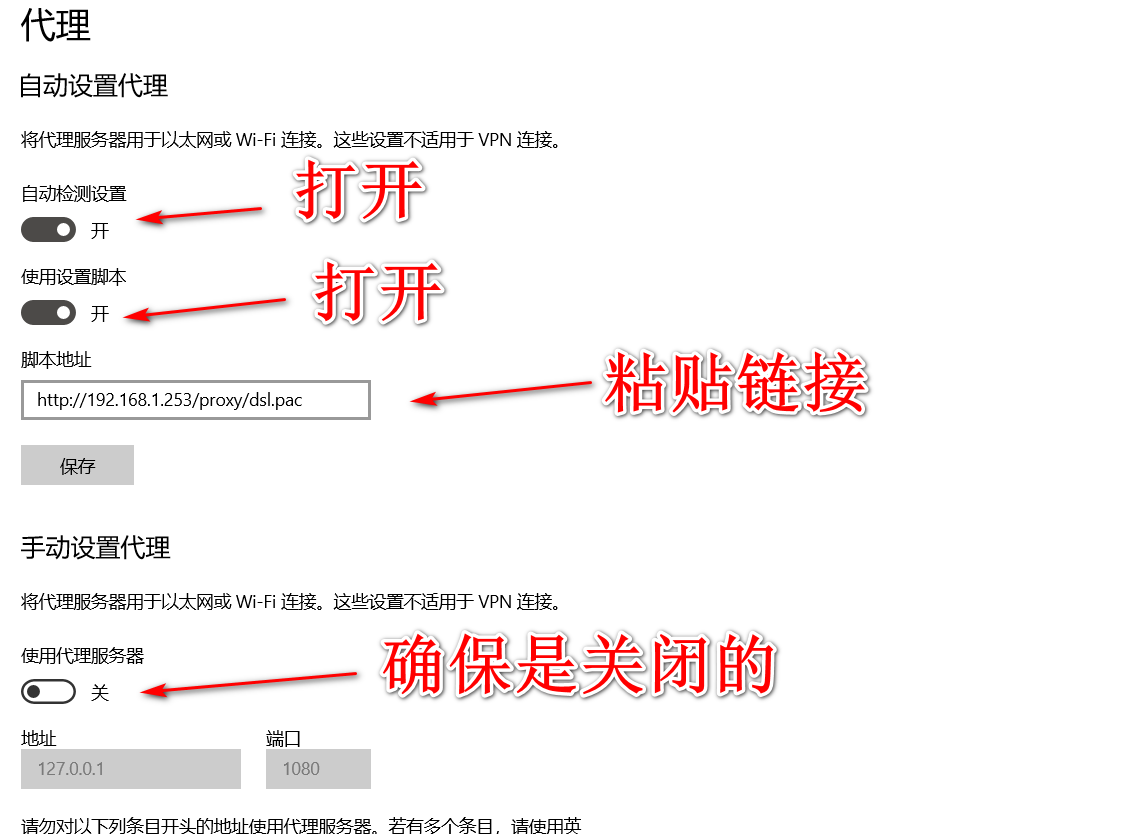 代理
自动设置代理
将代理服务器用于以太网或 Wi-Fi 连接。这些设置不适用于 VPN 连接。
打开
自动检测设置
开
打开
使用设置脚本
开
脚本地址
粘贴链接
http://192.168.1.253/proxy/dsl.pac
保存
手动设置代理
将代理服务器用于以太网或 Wi-Fi 连接。这些设置不适用于 VPN 连接。
确保是关闭的
使用代理服务器
关
地址 端口
127.0.0.1 1080
请勿对以下列条目开头的地址使用代理服务器。若有多个条目，请使用英